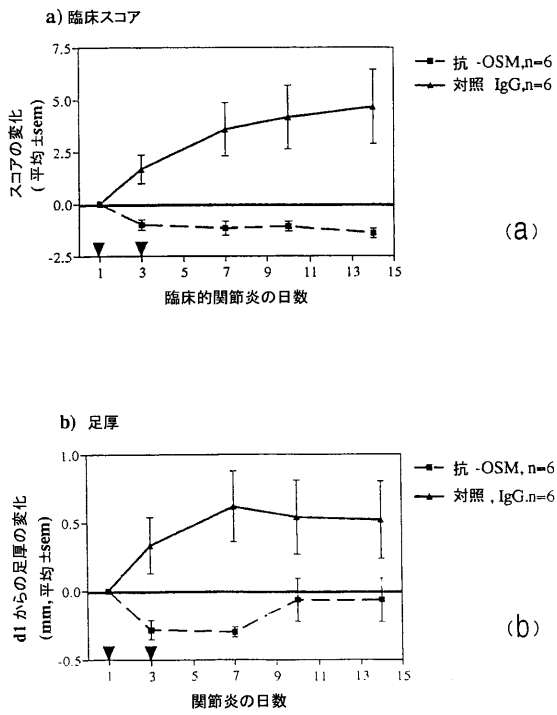 a) 臨床スコア
抗 -OSM,n=6
対照 IgG,n=6
スコアの変化
(平均 ±sem)
7.5
5.0
2.5
0.0
-2.5
1 3 5 7 9 11 13 15
臨床的関節炎の日数
(a)
b) 足厚
抗 -OSM, n=6
対照 , IgG.n=6
d1 からの足厚の変化
(mm, 平均 ±sem)
1.0
0.5
0.0
-0.5
1 3 5 7 9 11 13 15
関節炎の日数
(b)